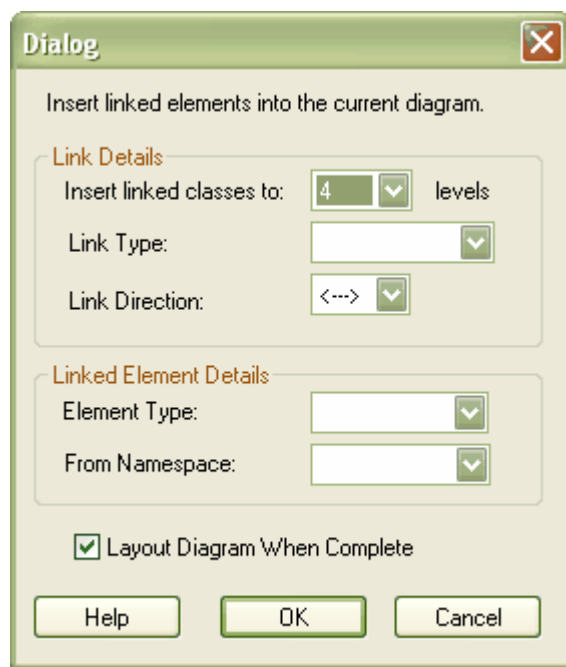 Dialog
Insert linked elements into the current diagram.
Link Details
Insert linked classes to: 4 levels
Link Type:
Link Direction: <--->
Linked Element Details
Element Type:
From Namespace:
Layout Diagram When Complete
Help OK Cancel